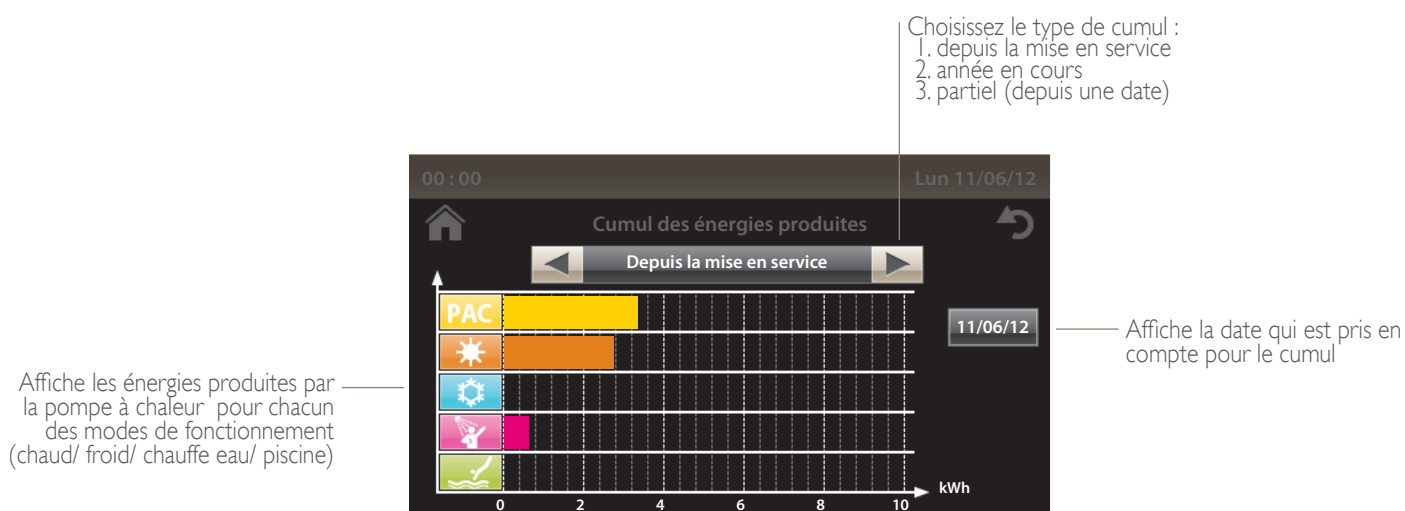 Choisissez le type de cumul :
1. depuis la mise en service
2. année en cours
3. partiel (depuis une date)
00 : 00
Lun 11/06/12
Cumul des énergies produites
Depuis la mise en service
PAC
11/06/12
Affiche la date qui est pris en
compte pour le cumul
Affiche les énergies produites par
la pompe à chaleur pour chacun
des modes de fonctionnement
(chaud/ froid/ chauffe eau/ piscine)
kWh
0 2 4 6 8 10